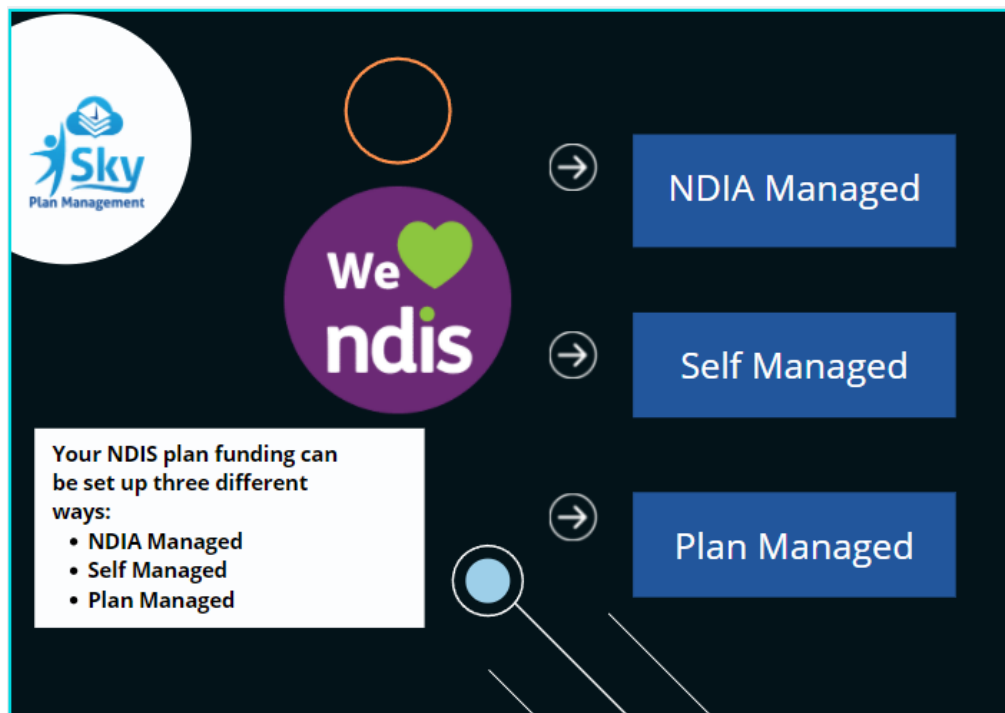 Sky
Plan Management
We
ndis
Your NDIS plan funding can
be set up three different
ways:
• NDIA Managed
• Self Managed
• Plan Managed
NDIA Managed
Self Managed
Plan Managed